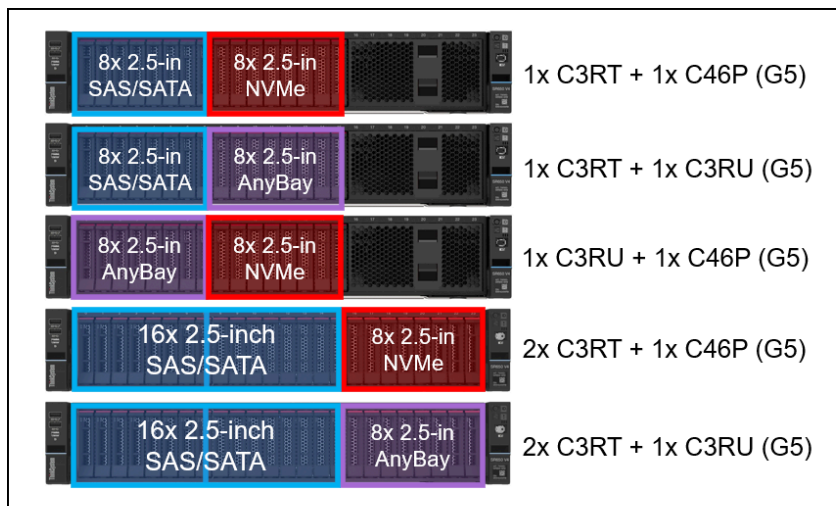 8x 2.5-in
SAS/SATA
8x 2.5-in
NVMe
1x C3RT + 1x C46P (G5)
8x 2.5-in
SAS/SATA
8x 2.5-in
AnyBay
1x C3RT + 1x C3RU (G5)
8x 2.5-in
AnyBay
8x 2.5-in
NVMe
1x C3RU + 1x C46P (G5)
16x 2.5-inch
SAS/SATA
8x 2.5-in
NVMe
2x C3RT + 1x C46P (G5)
16x 2.5-inch
SAS/SATA
8x 2.5-in
AnyBay
2x C3RT + 1x C3RU (G5)